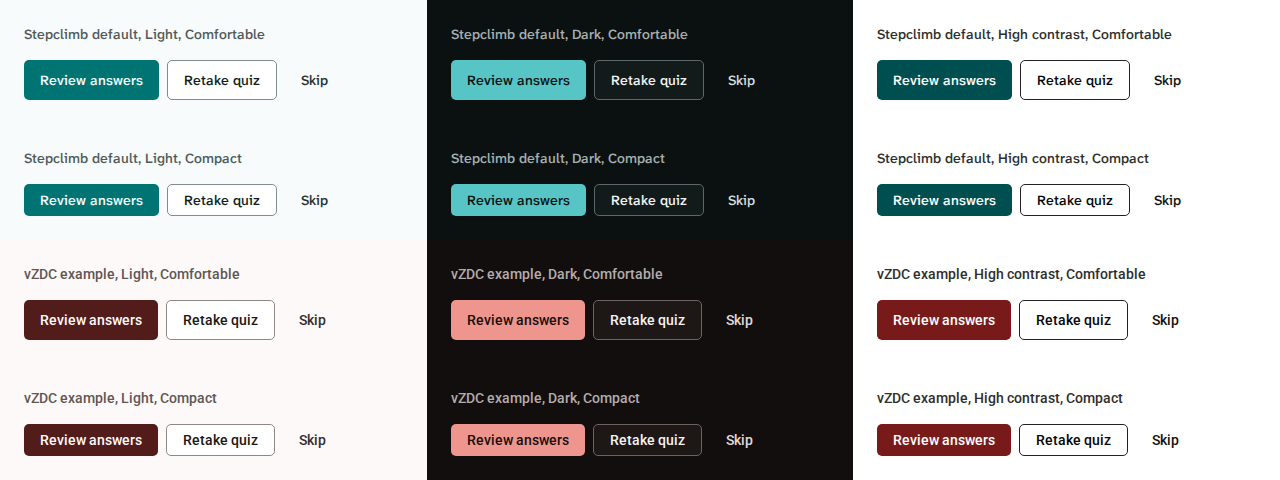 Stepclimb default, Light, Comfortable
Review answers Retake quiz Skip
Stepclimb default, Light, Compact
Review answers Retake quiz Skip
vZDC example, Light, Comfortable
Review answers Retake quiz Skip
vZDC example, Light, Compact
Review answers Retake quiz Skip
Stepclimb default, Dark, Comfortable
Review answers Retake quiz Skip
Stepclimb default, Dark, Compact
Review answers Retake quiz Skip
vZDC example, Dark, Comfortable
Review answers Retake quiz Skip
vZDC example, Dark, Compact
Review answers Retake quiz Skip
Stepclimb default, High contrast, Comfortable
Review answers Retake quiz Skip
Stepclimb default, High contrast, Compact
Review answers Retake quiz Skip
vZDC example, High contrast, Comfortable
Review answers Retake quiz Skip
vZDC example, High contrast, Compact
Review answers Retake quiz Skip